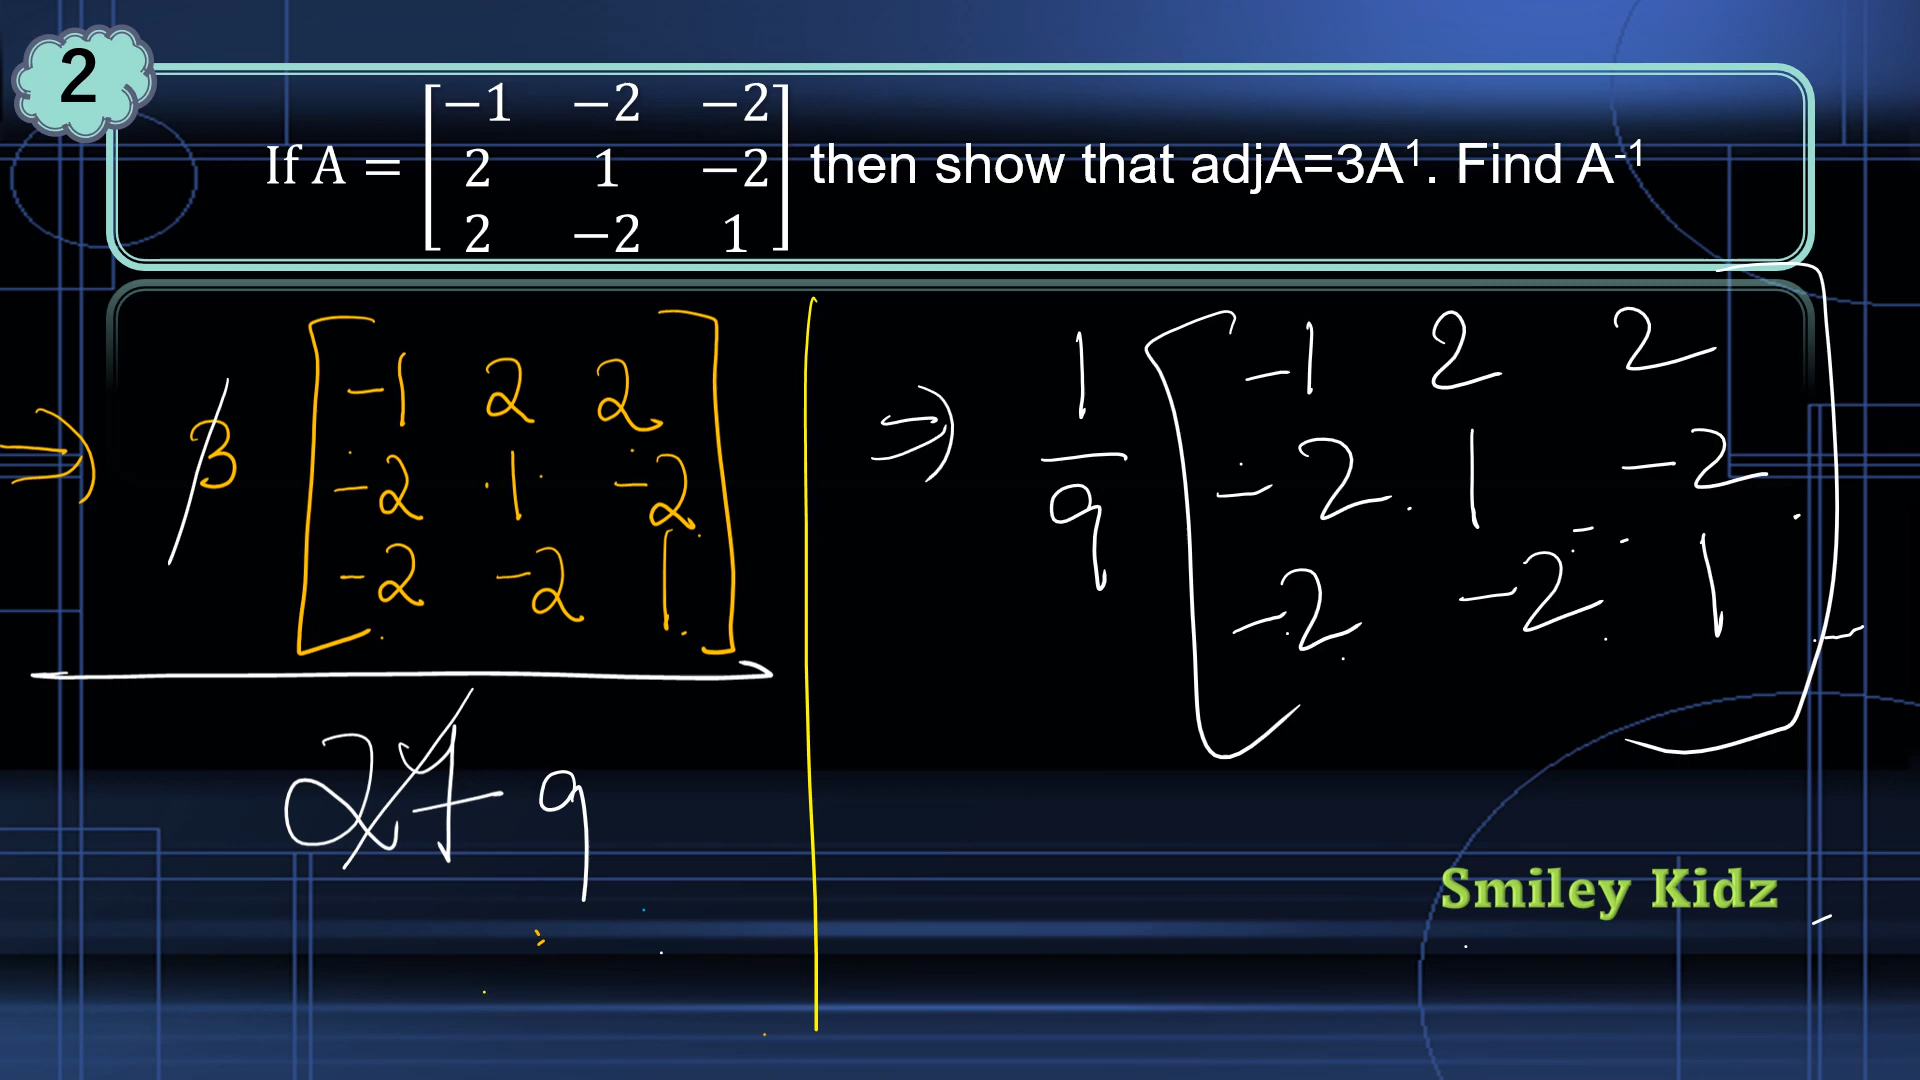 2
If A = [−1 −2 −2
2 1 −2
2 −2 1] then show that adjA=3A¹. Find A⁻¹
⇒ 3 [−1 2 2
−2 1 −2
−2 −2 1]
27 9
⇒ 1/9 [−1 2 2
−2 1 −2
−2 −2 1]
Smiley Kidz